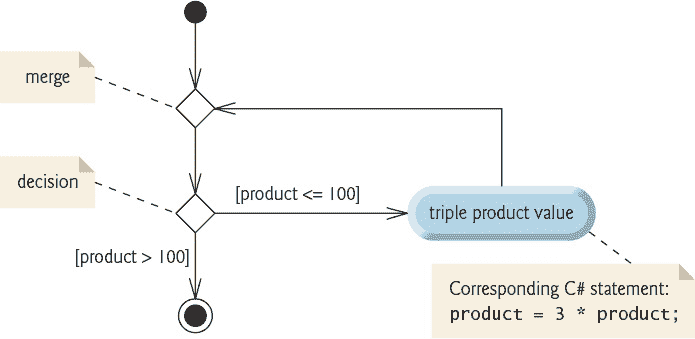 merge
decision
[product <= 100]
triple product value
[product > 100]
Corresponding C# statement:
product = 3 * product;